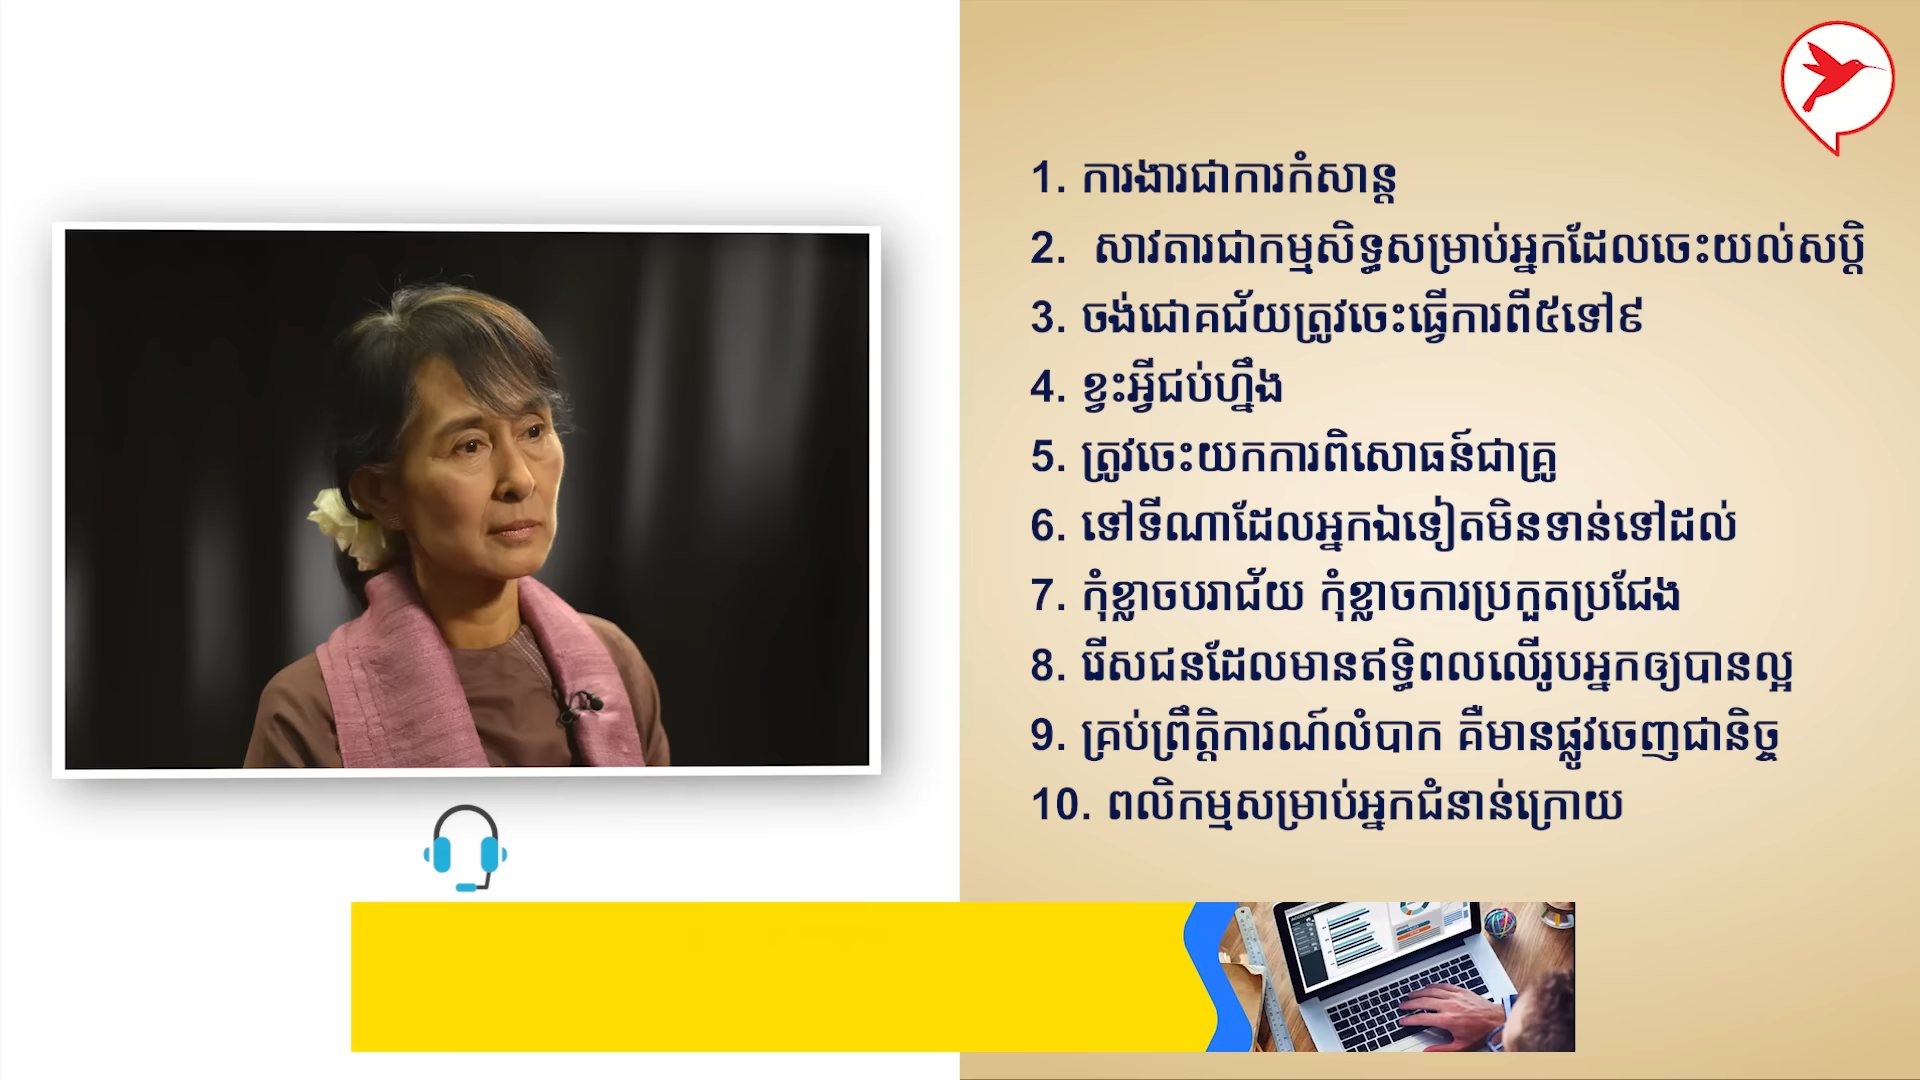 1. ការងារជាការកំសាន្ត
2. សាវតារជាកម្មសិទ្ធសម្រាប់អ្នកដែលចេះយល់សប្តិ
3. ចង់ជោគជ័យត្រូវចេះធ្វើការពី៥ទៅ៩
4. ខ្វះអ្វីជប់ហ្នឹង
5. ត្រូវចេះយកការពិសោធន៍ជាគ្រូ
6. ទៅទីណាដែលអ្នកឯទៀតមិនទាន់ទៅដល់
7. កុំខ្លាចបរាជ័យ កុំខ្លាចការប្រកួតប្រជែង
8. រើសជនដែលមានឥទ្ធិពលលើរូបអ្នកឲ្យបានល្អ
9. គ្រប់ព្រឹត្តិការណ៍លំបាក គឺមានផ្លូវចេញជានិច្ច
10. ពលិកម្មសម្រាប់អ្នកជំនាន់ក្រោយ